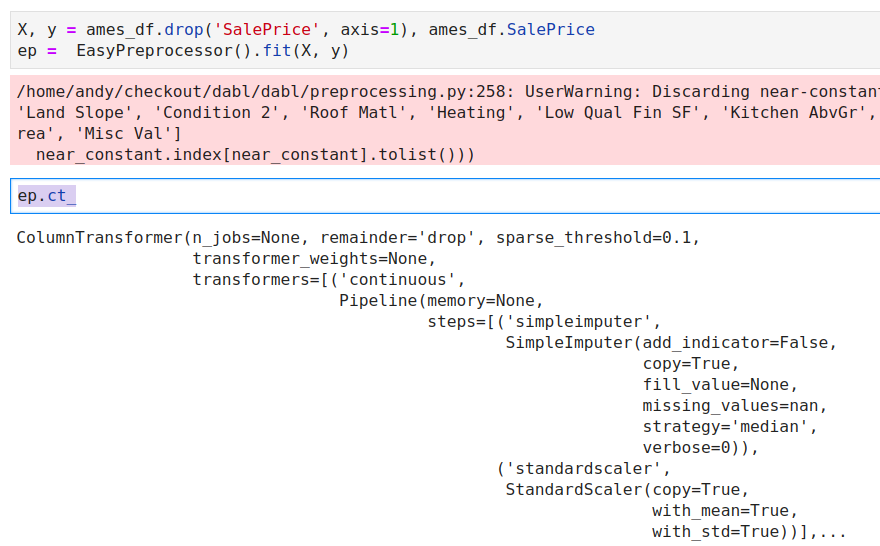 X, y = ames_df.drop('SalePrice', axis=1), ames_df.SalePrice
ep =  EasyPreprocessor().fit(X, y)
/home/andy/checkout/dabl/dabl/preprocessing.py:258: UserWarning: Discarding near-constant
'Land Slope', 'Condition 2', 'Roof Matl', 'Heating', 'Low Qual Fin SF', 'Kitchen AbvGr',
rea', 'Misc Val']
  near_constant.index[near_constant].tolist()))
ep.ct_
ColumnTransformer(n_jobs=None, remainder='drop', sparse_threshold=0.1,
                  transformer_weights=None,
                  transformers=[('continuous',
                                 Pipeline(memory=None,
                                          steps=[('simpleimputer',
                                                  SimpleImputer(add_indicator=False,
                                                                copy=True,
                                                                fill_value=None,
                                                                missing_values=nan,
                                                                strategy='median',
                                                                verbose=0)),
                                                 ('standardscaler',
                                                  StandardScaler(copy=True,
                                                                 with_mean=True,
                                                                 with_std=True))],...